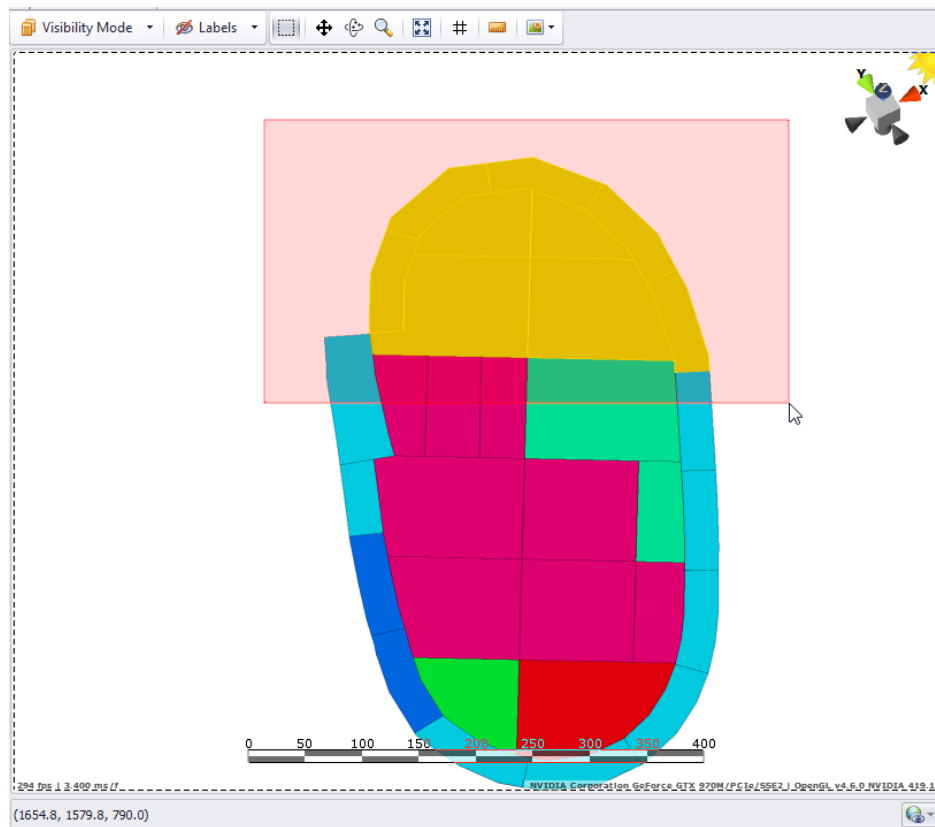 Visibility Mode Labels
Y
Z
X
0 50 100 150 200 250 300 350 400
294 fps | 3.400 ms/f
NVIDIA Corporation GeForce GTX 970M/PCIe/SSE2 | OpenGL v4.6.0 NVIDIA 419.1
(1654.8, 1579.8, 790.0)